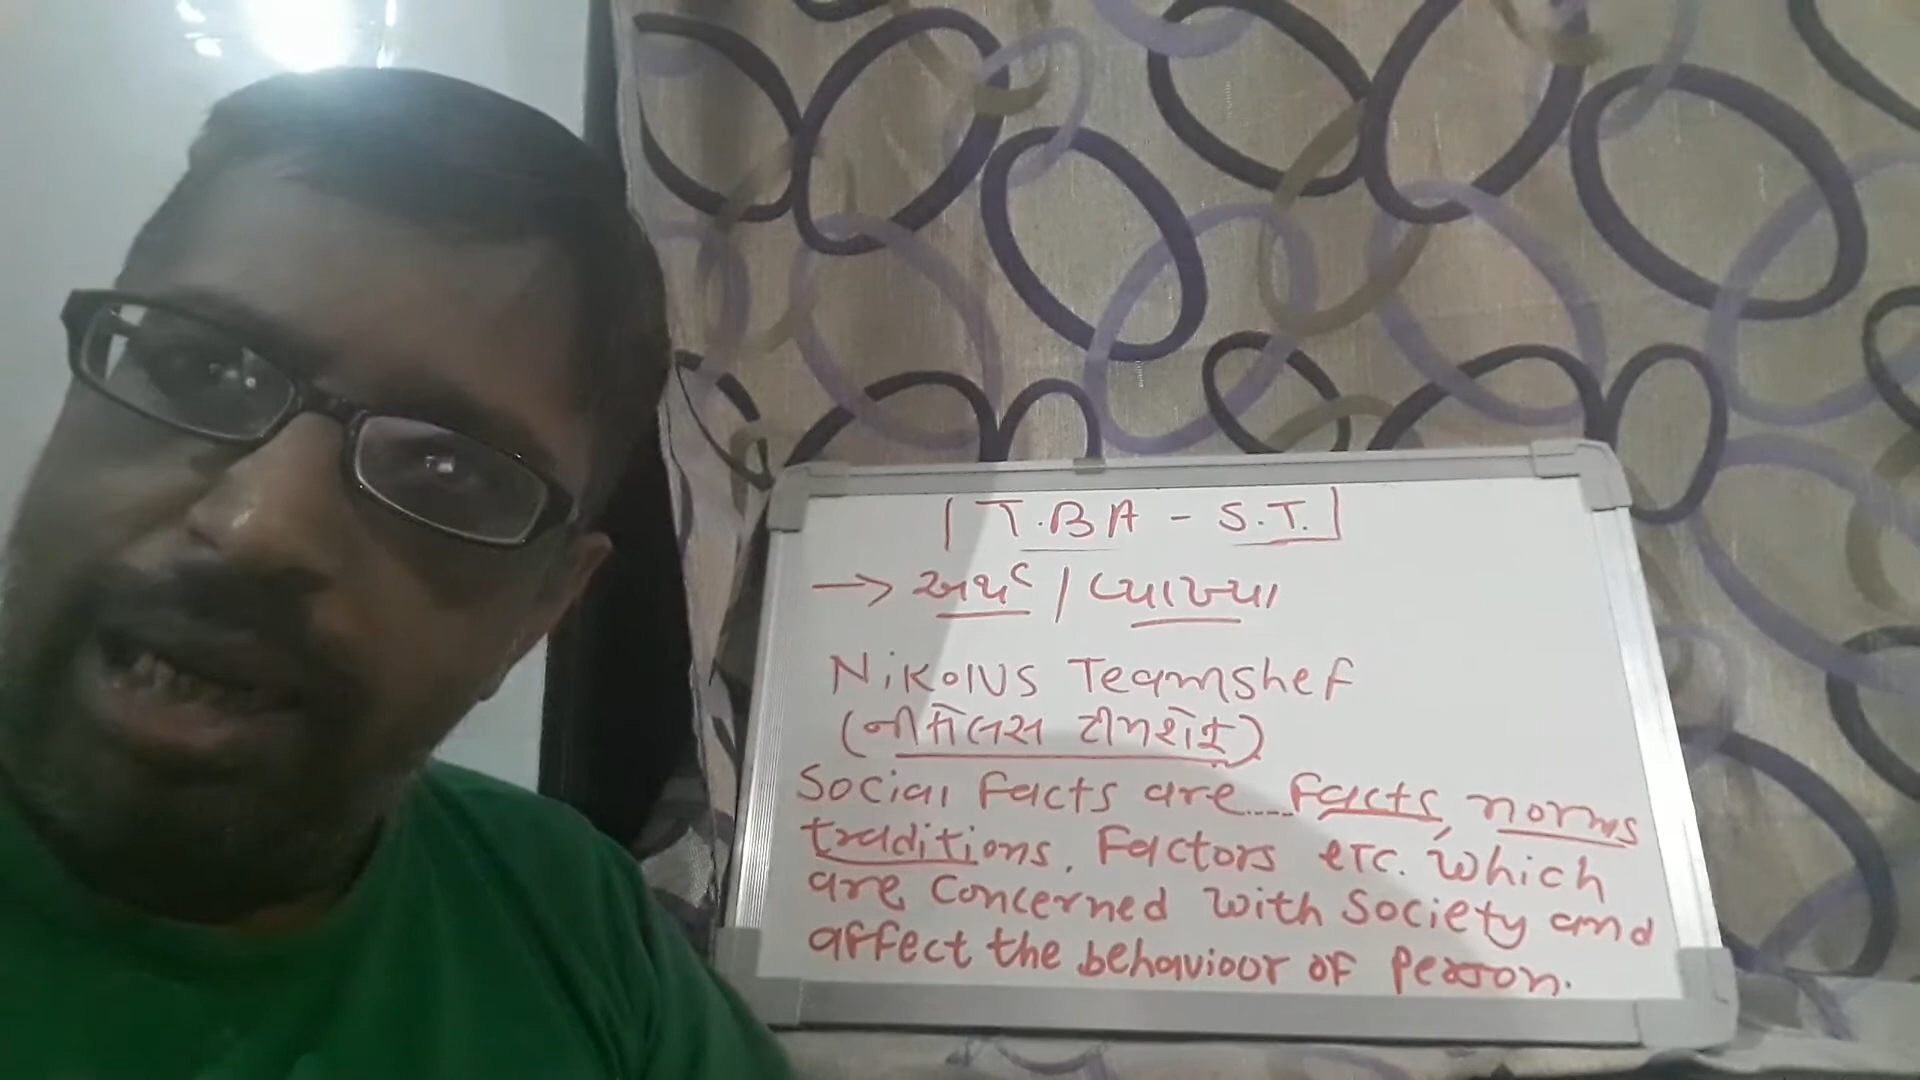 T.BA - S.T.
→ અર્થ / વ્યાખ્યા
Nikolus Teamshef
(નીકોલસ ટીમશેફ)
Social facts are.... facts, norms
traditions, factors etc. which
are concerned with society and
affect the behaviour of person.